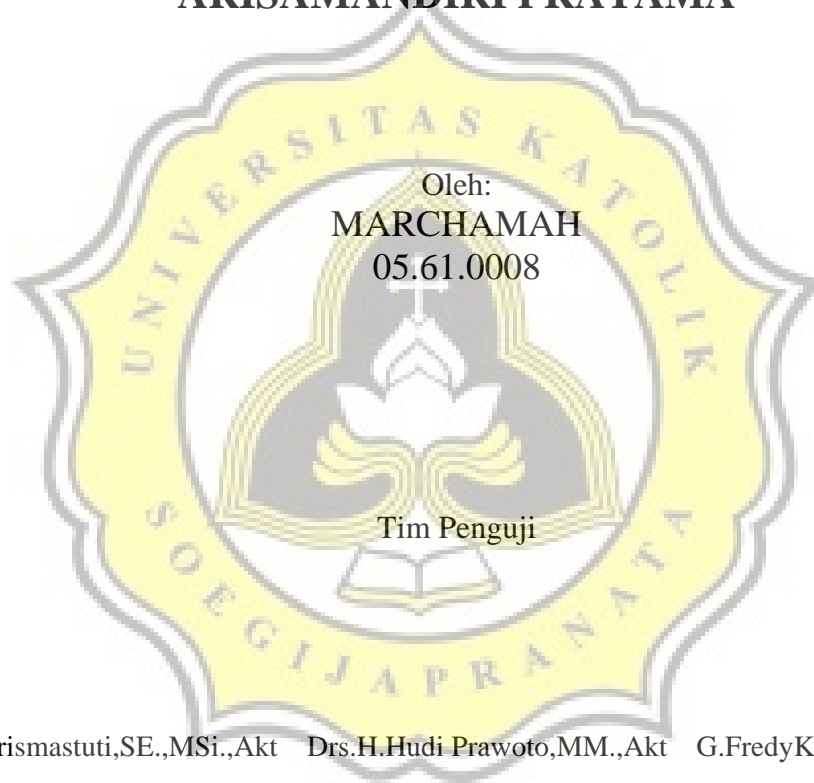 ARISAMANDIRI PRATAMA
UNIVERSITAS KATOLIK
Oleh:
MARCHAMAH
05.61.0008
Tim Penguji
SOEGIJAPRANATA
rismastuti,SE.,MSi.,Akt Drs.H.Hudi Prawoto,MM.,Akt G.FredyK